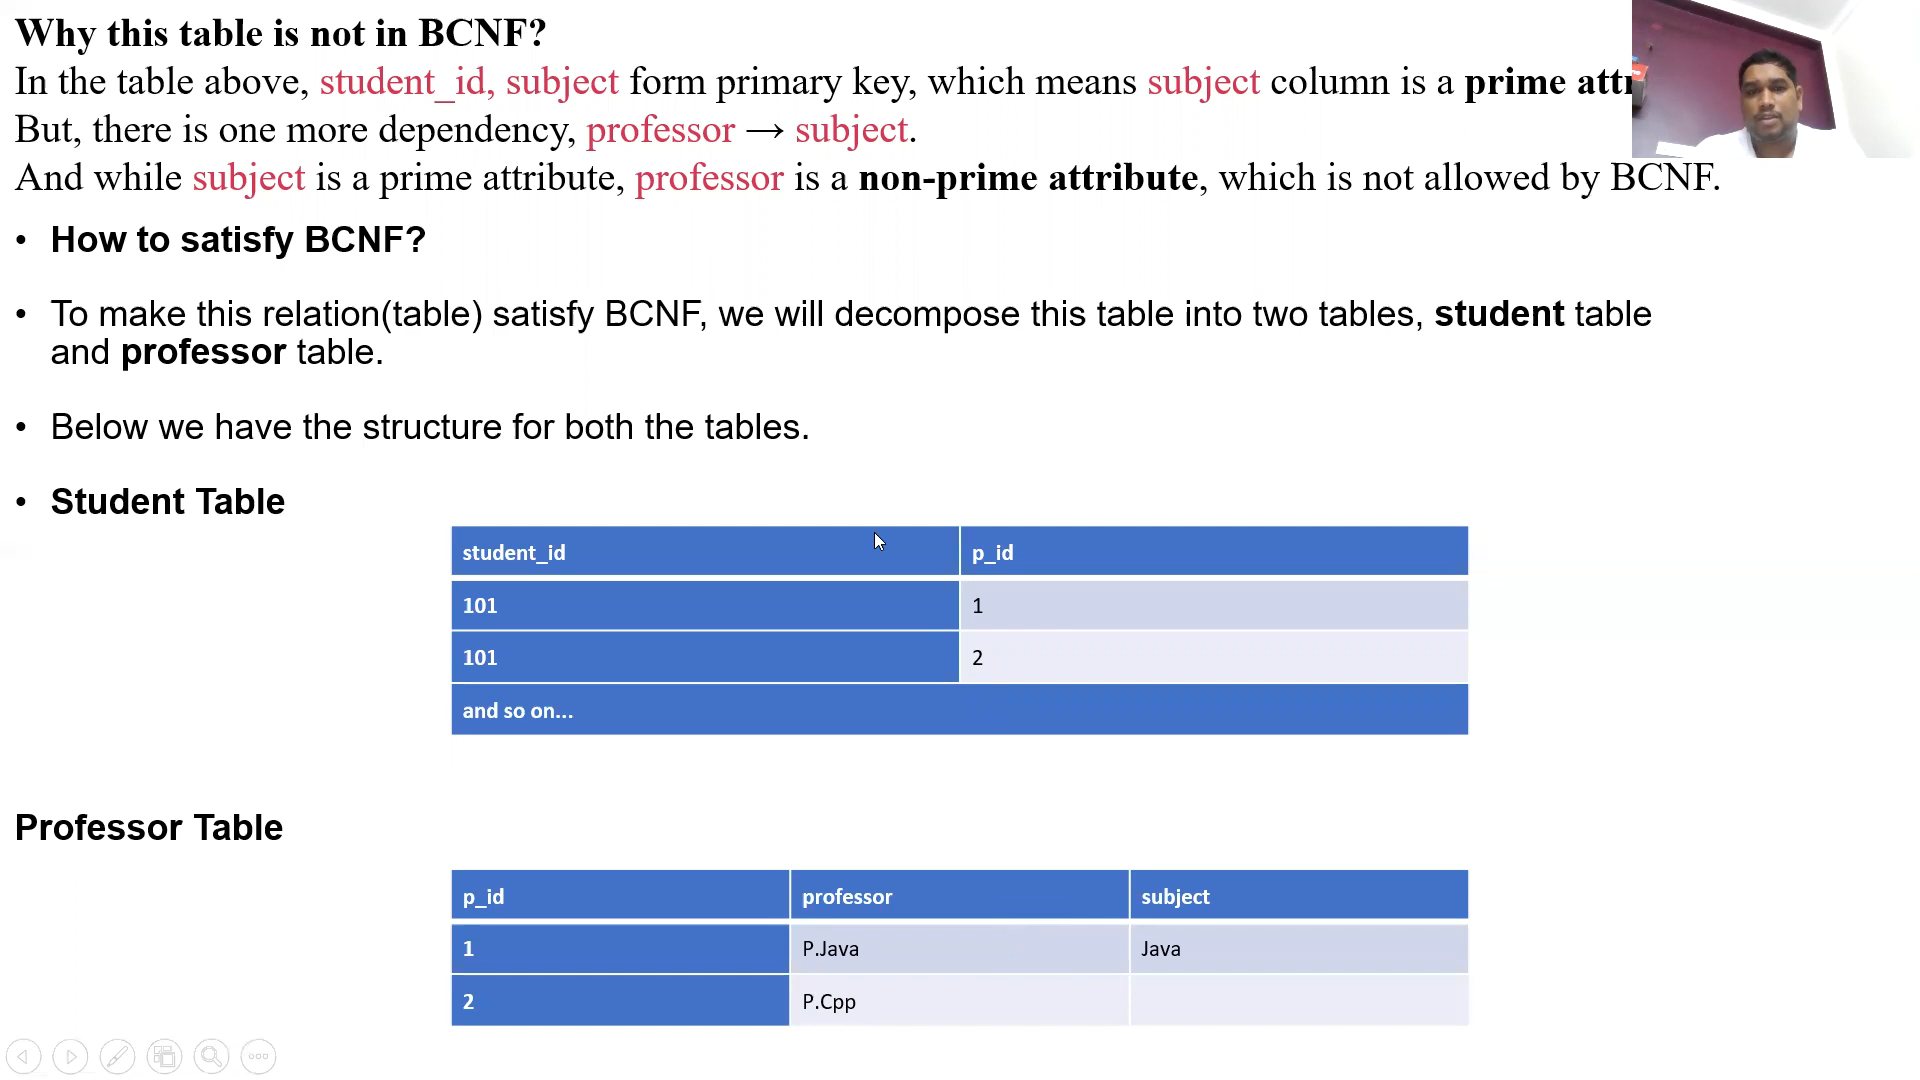 Why this table is not in BCNF?
In the table above, student_id, subject form primary key, which means subject column is a prime
But, there is one more dependency, professor → subject.
And while subject is a prime attribute, professor is a non-prime attribute, which is not allowed by BCNF.
• How to satisfy BCNF?
• To make this relation(table) satisfy BCNF, we will decompose this table into two tables, student table
and professor table.
• Below we have the structure for both the tables.
• Student Table
student_id p_id
101 1
101 2
and so on...
Professor Table
p_id professor subject
1 P.Java Java
2 P.Cpp